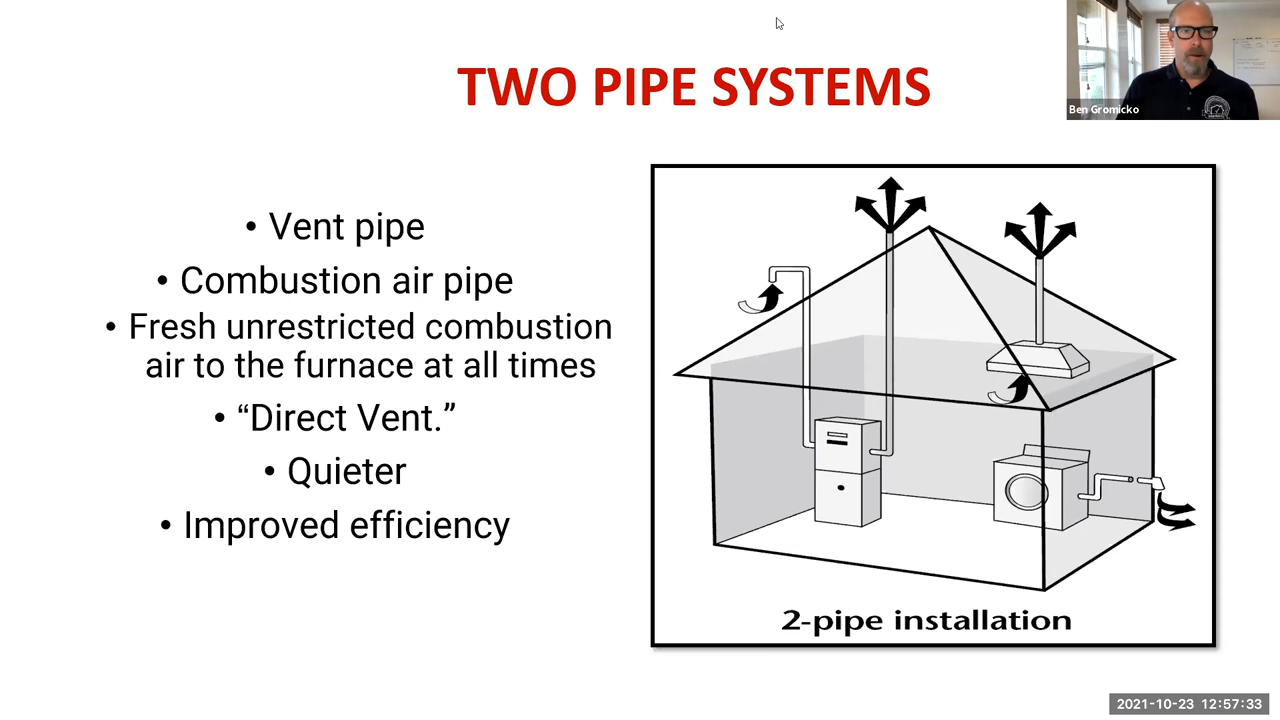 TWO PIPE SYSTEMS
Ben Gromicko
• Vent pipe
• Combustion air pipe
• Fresh unrestricted combustion
air to the furnace at all times
• “Direct Vent.”
• Quieter
• Improved efficiency
2-pipe installation
2021-10-23 12:57:33